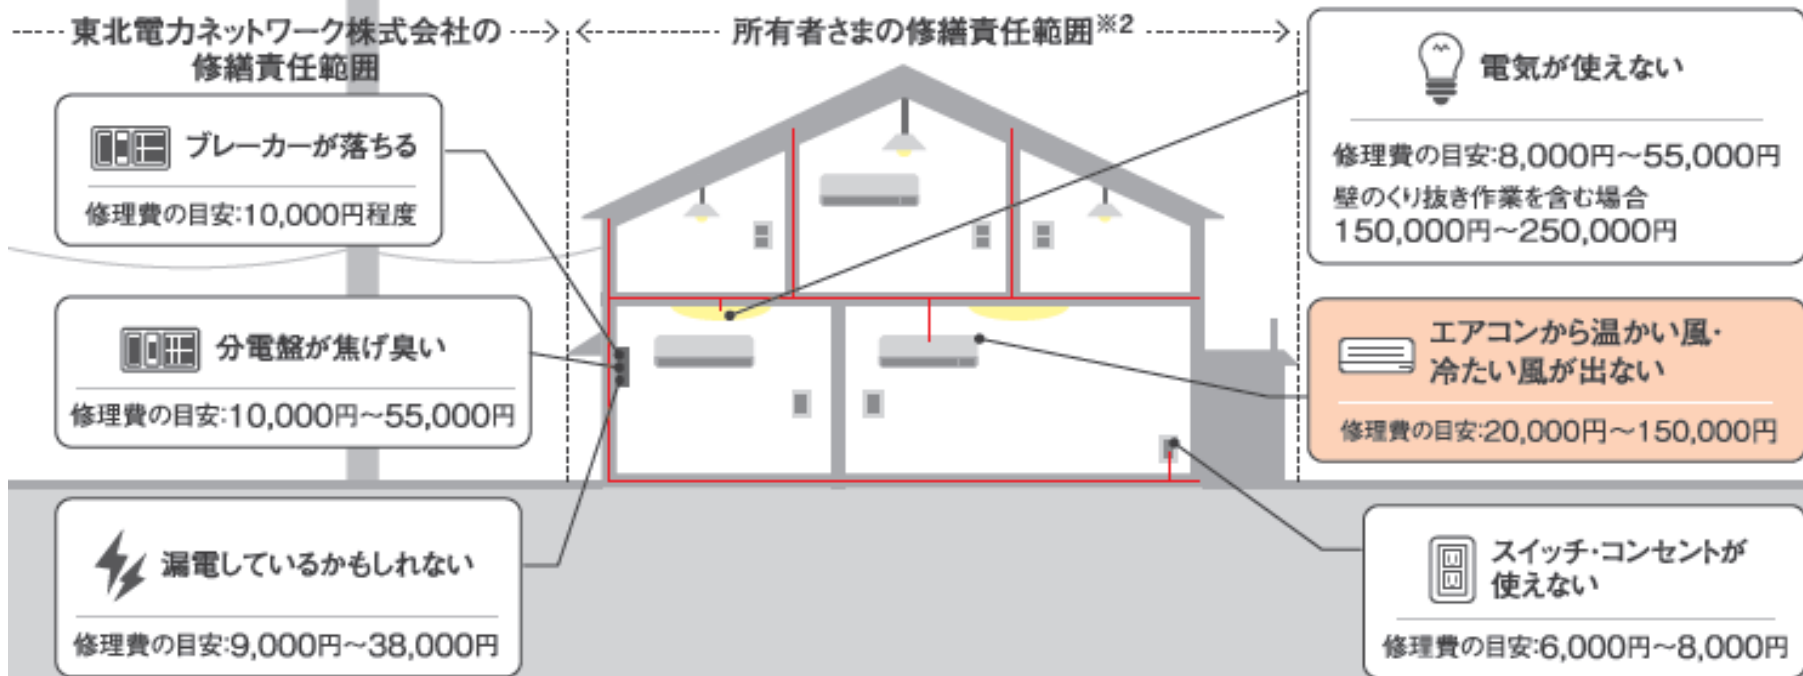 東北電力ネットワーク株式会社の
修繕責任範囲
所有者さまの修繕責任範囲※2
ブレーカーが落ちる
修理費の目安:10,000円程度
分電盤が焦げ臭い
修理費の目安:10,000円～55,000円
漏電しているかもしれない
修理費の目安:9,000円～38,000円
電気が使えない
修理費の目安:8,000円～55,000円
壁のくり抜き作業を含む場合
150,000円～250,000円
エアコンから温かい風・
冷たい風が出ない
修理費の目安:20,000円～150,000円
スイッチ・コンセントが
使えない
修理費の目安:6,000円～8,000円